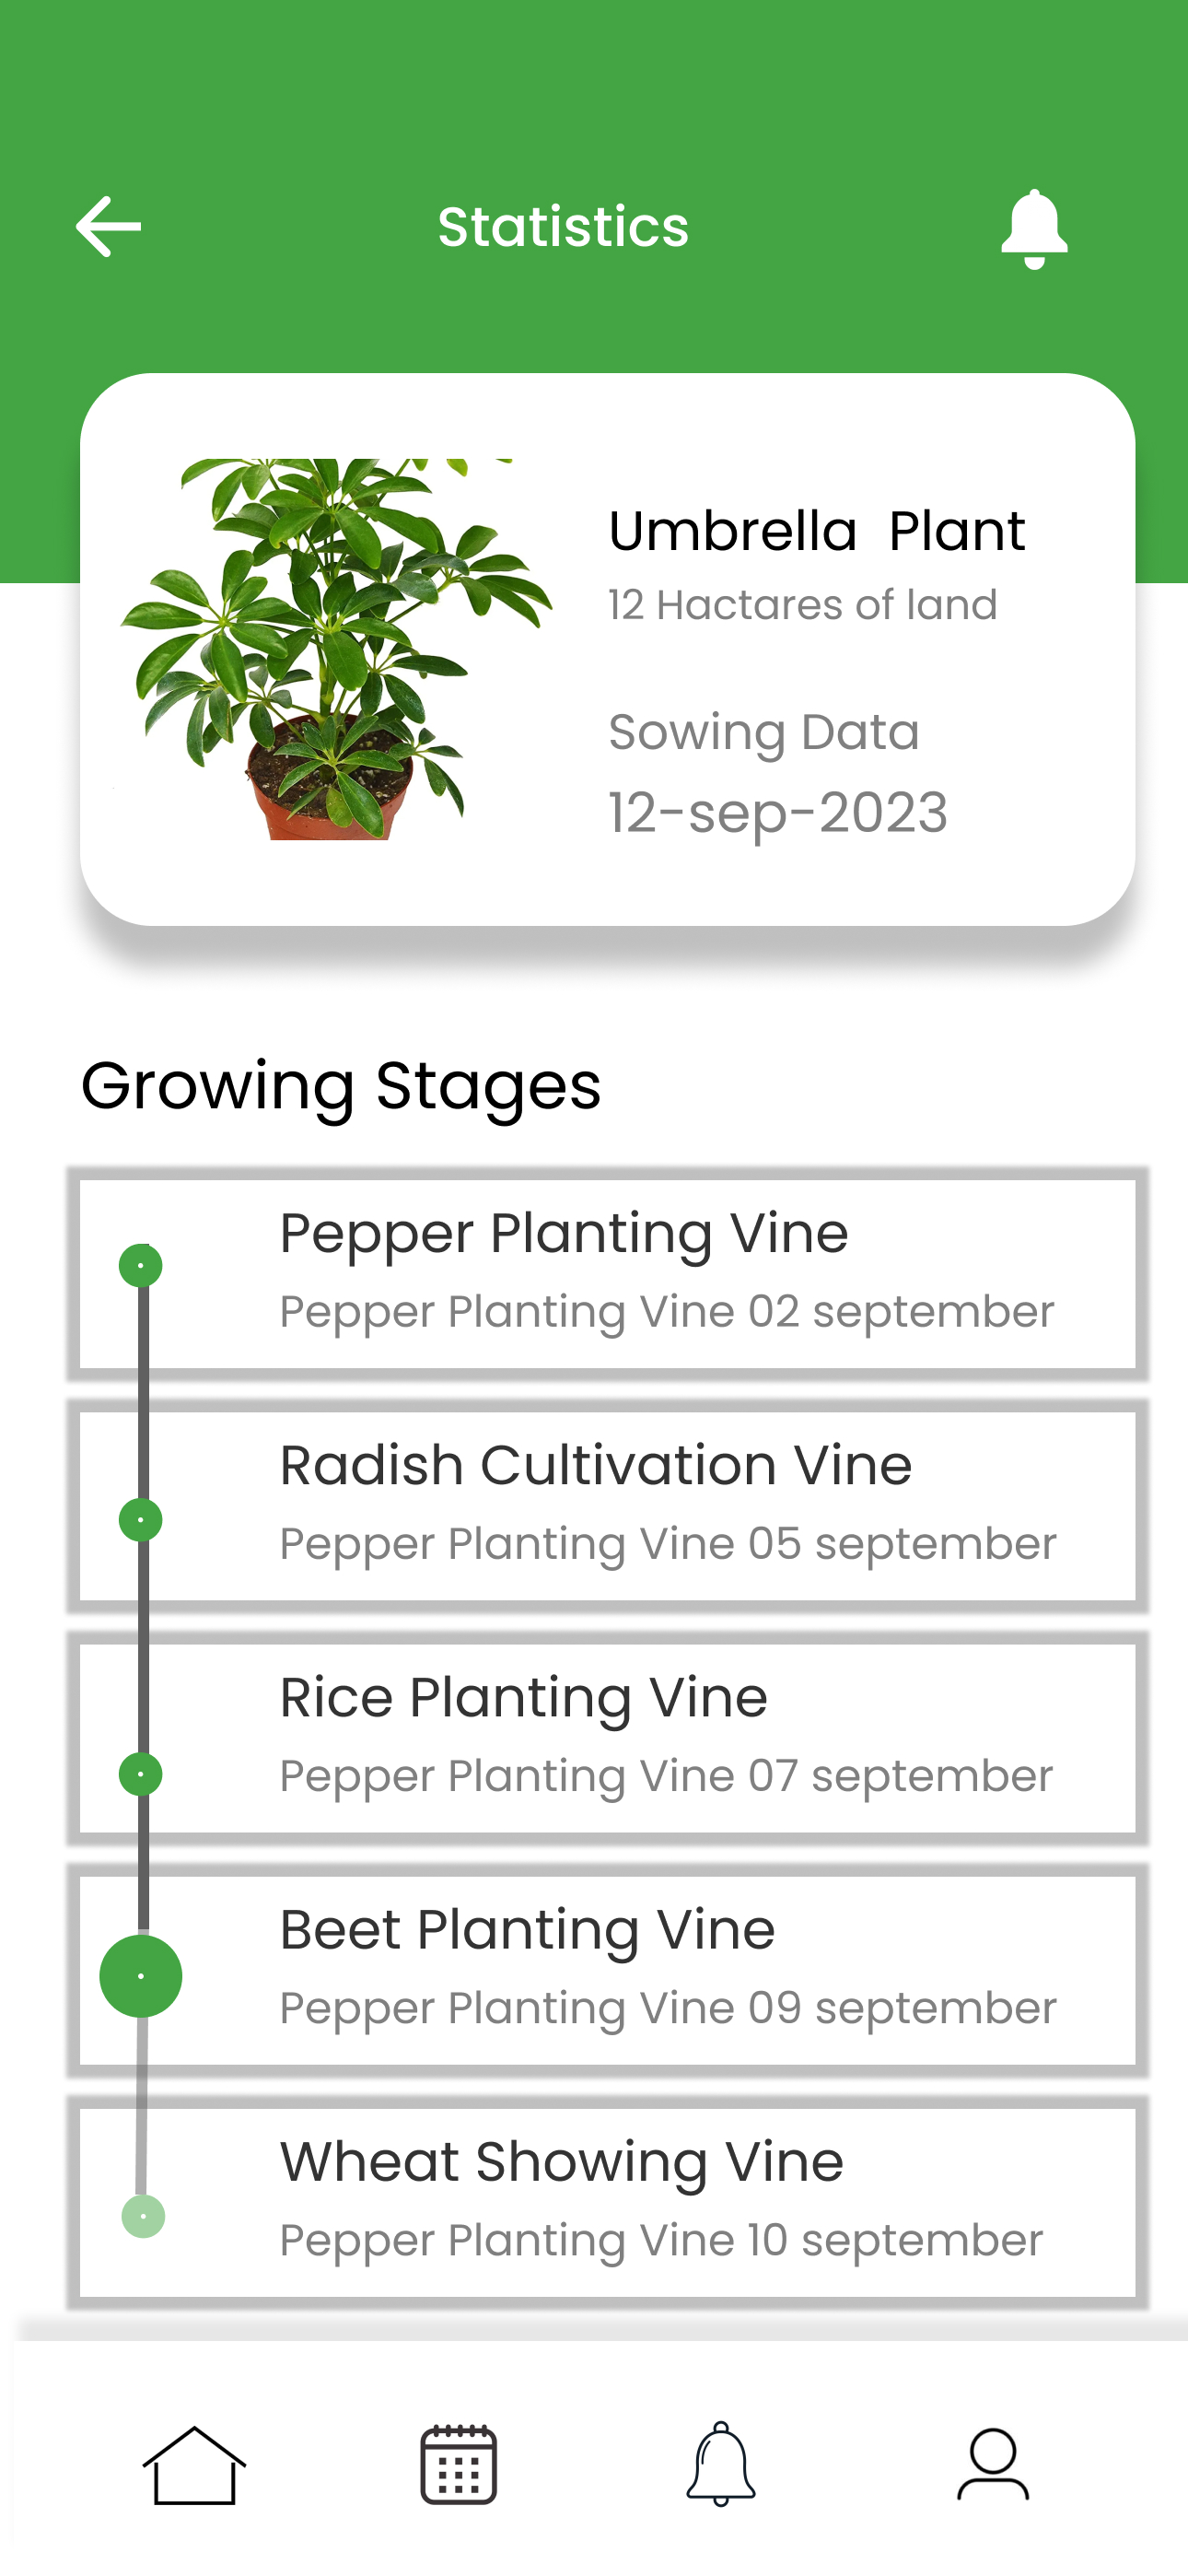 Statistics
Umbrella Plant
12 Hactares of land
Sowing Data
12-sep-2023
Growing Stages
Pepper Planting Vine
Pepper Planting Vine 02 september
Radish Cultivation Vine
Pepper Planting Vine 05 september
Rice Planting Vine
Pepper Planting Vine 07 september
Beet Planting Vine
Pepper Planting Vine 09 september
Wheat Showing Vine
Pepper Planting Vine 10 september